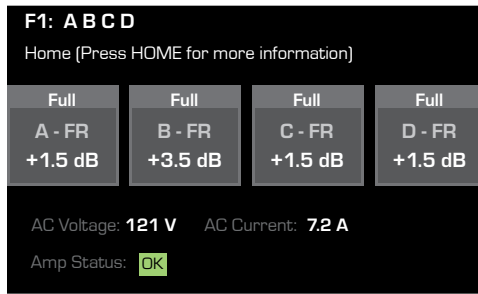 F1: A B C D
Home (Press HOME for more information)
Full Full Full Full
A - FR B - FR C - FR D - FR
+1.5 dB +3.5 dB +1.5 dB +1.5 dB
AC Voltage: 121 V AC Current: 7.2 A
Amp Status: OK